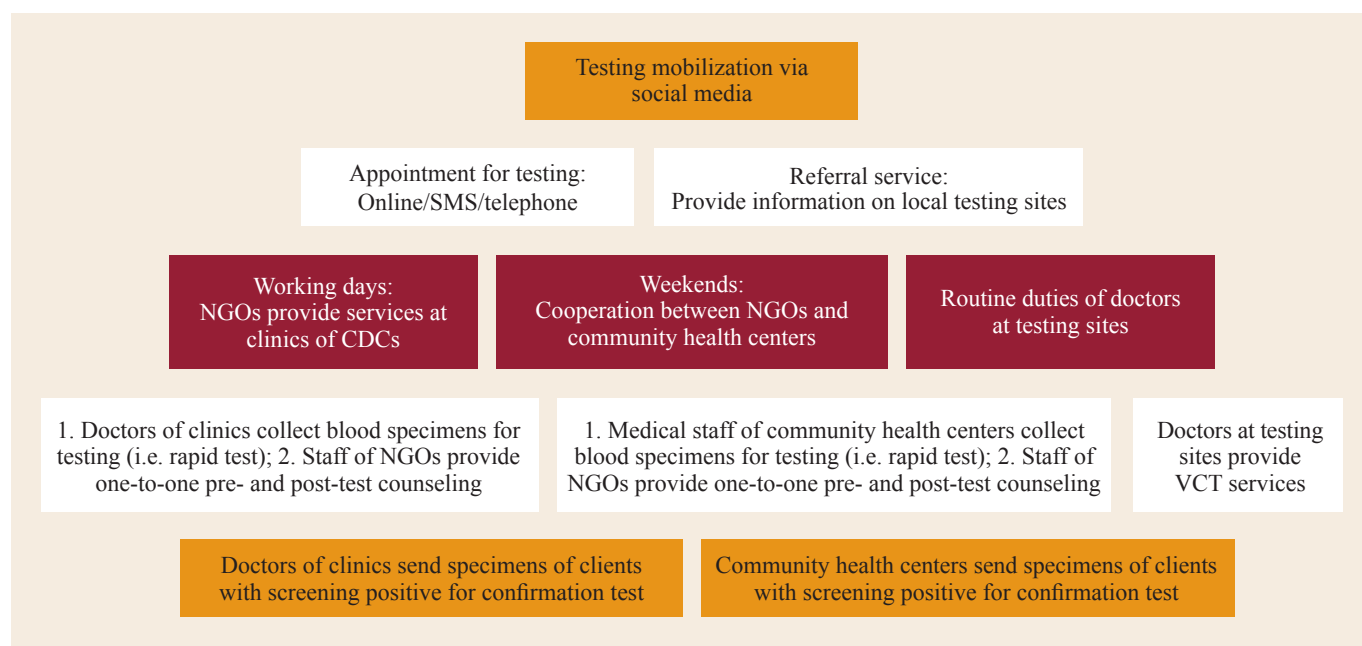 Testing mobilization via
social media
Appointment for testing:
Online/SMS/telephone
Referral service:
Provide information on local testing sites
Working days:
NGOs provide services at
clinics of CDCs
Weekends:
Cooperation between NGOs and
community health centers
Routine duties of doctors
at testing sites
1. Doctors of clinics collect blood specimens for
testing (i.e. rapid test); 2. Staff of NGOs provide
one-to-one pre- and post-test counseling
1. Medical staff of community health centers collect
blood specimens for testing (i.e. rapid test); 2. Staff of
NGOs provide one-to-one pre- and post-test counseling
Doctors at testing
sites provide
VCT services
Doctors of clinics send specimens of clients
with screening positive for confirmation test
Community health centers send specimens of clients
with screening positive for confirmation test